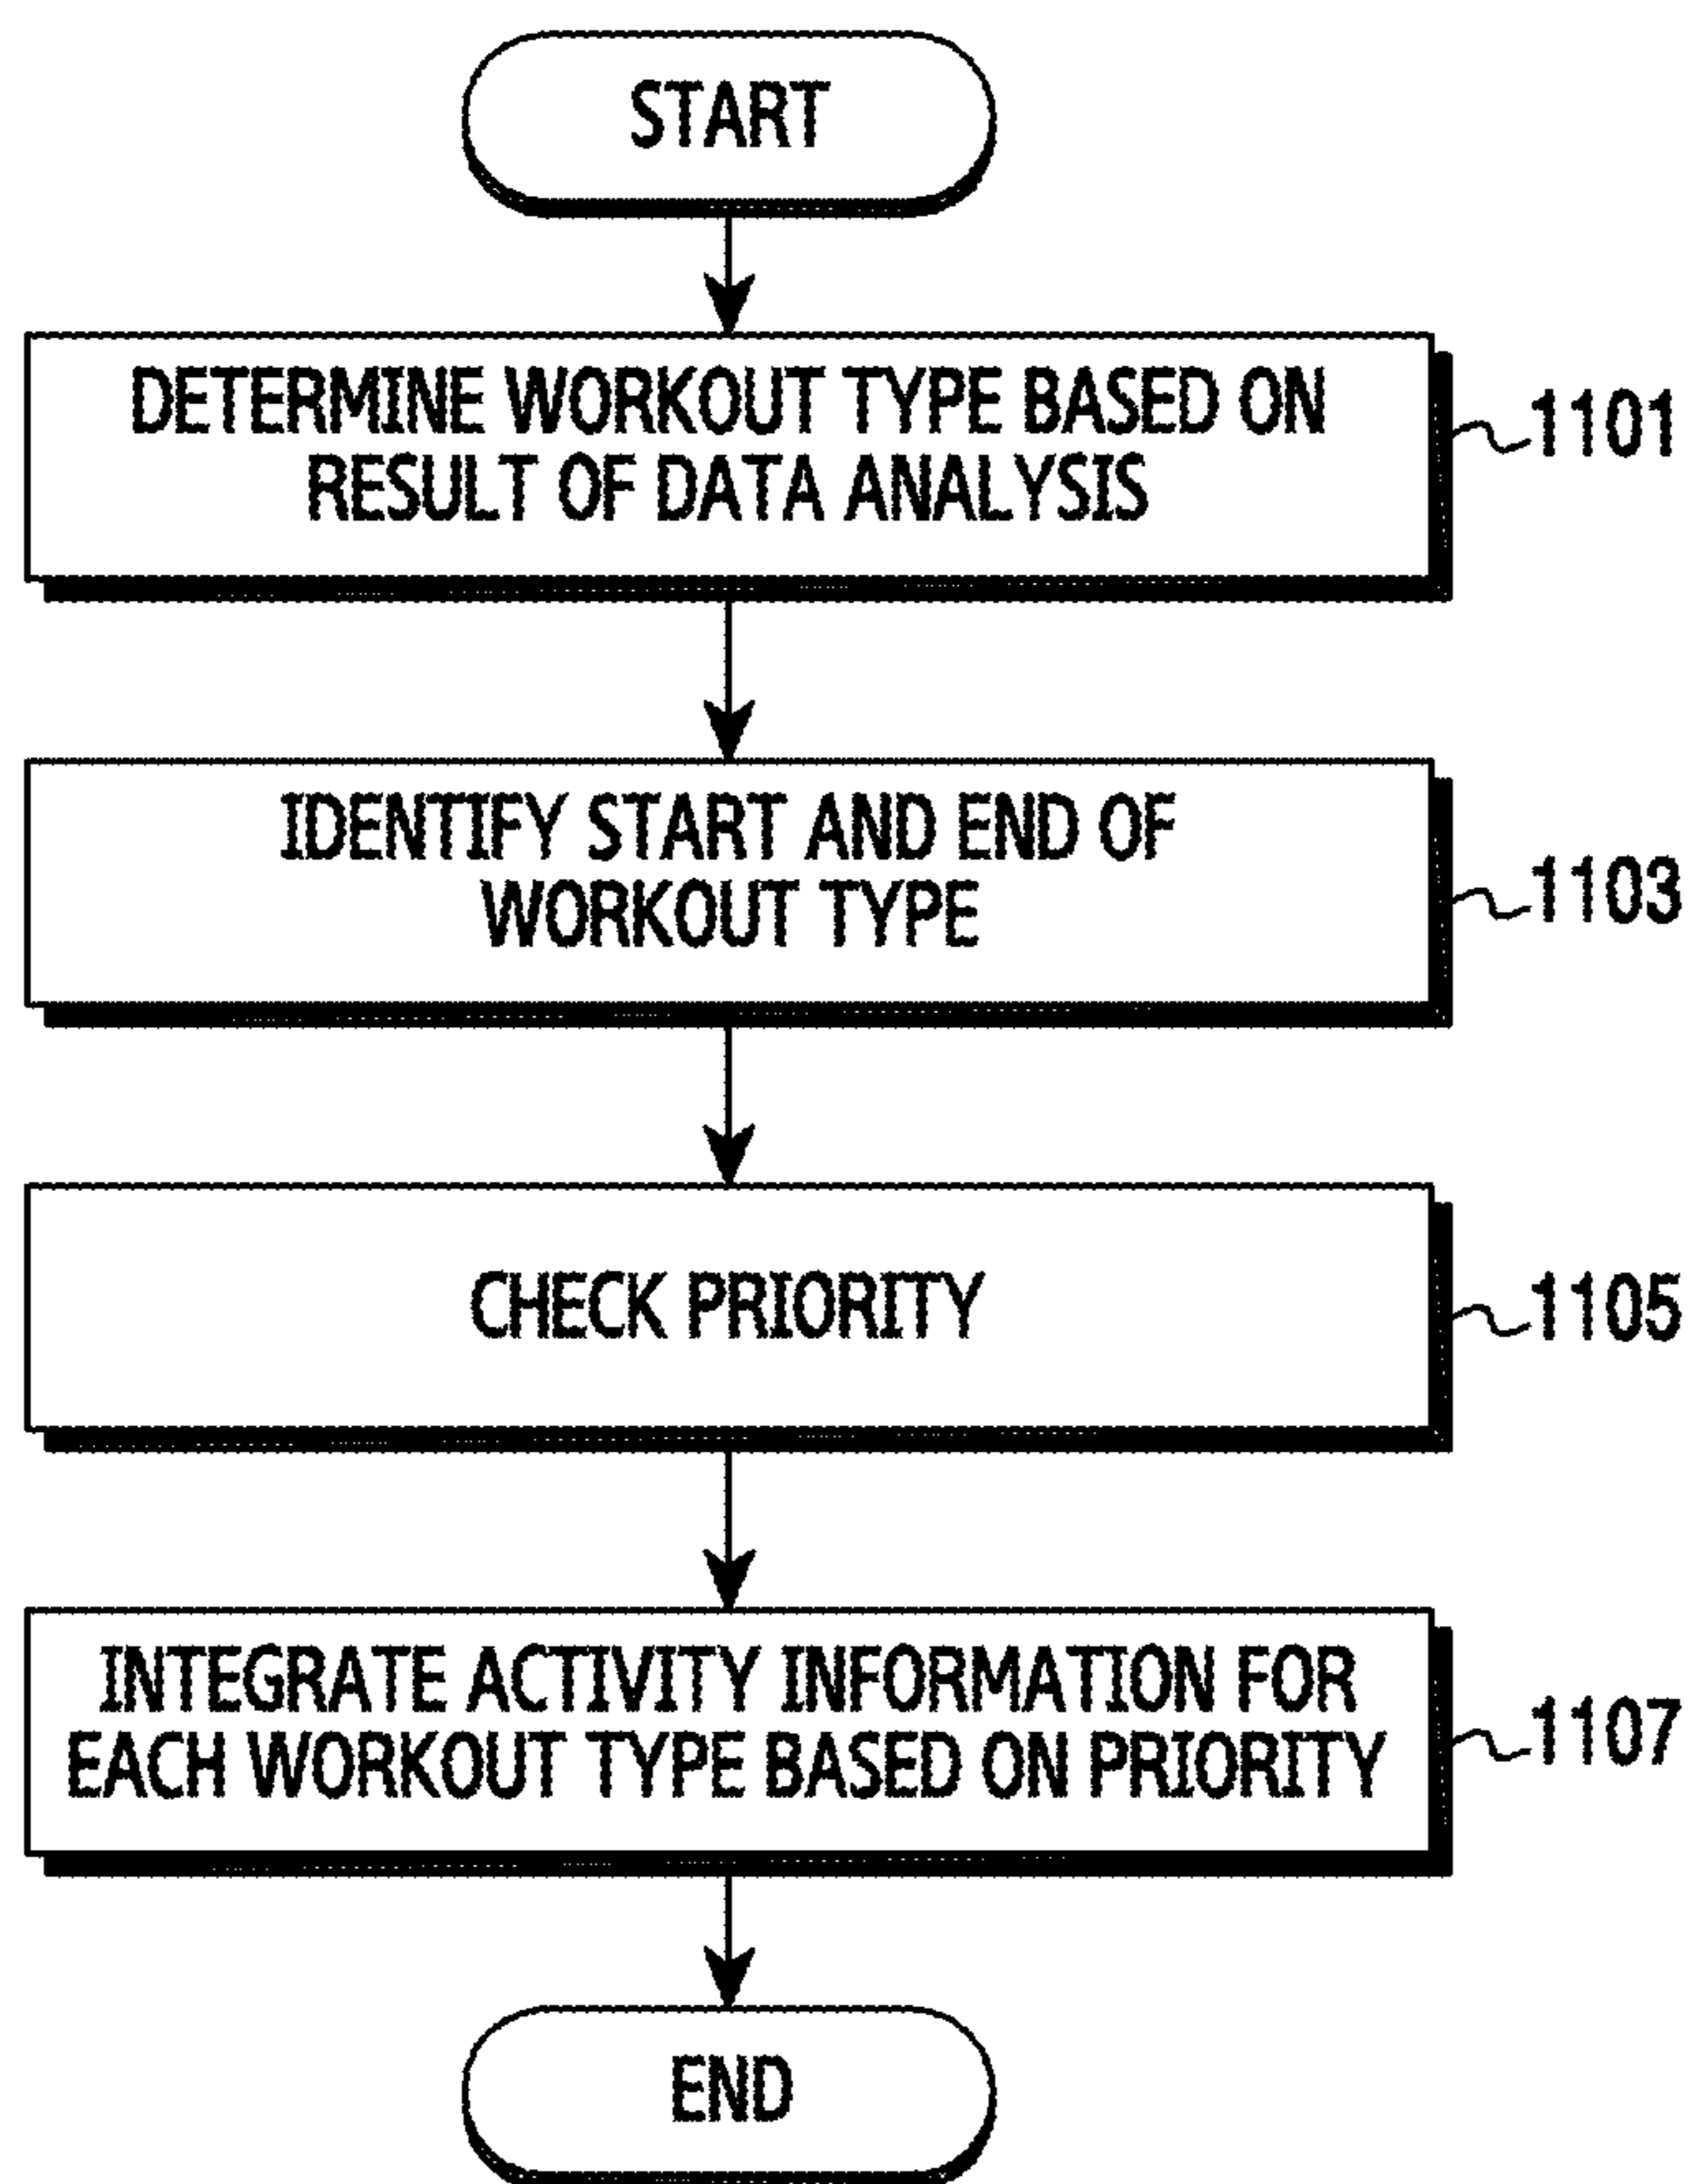 START
DETERMINE WORKOUT TYPE BASED ON
RESULT OF DATA ANALYSIS
1101
IDENTIFY START AND END OF
WORKOUT TYPE
1103
CHECK PRIORITY
1105
INTEGRATE ACTIVITY INFORMATION FOR
EACH WORKOUT TYPE BASED ON PRIORITY
1107
END